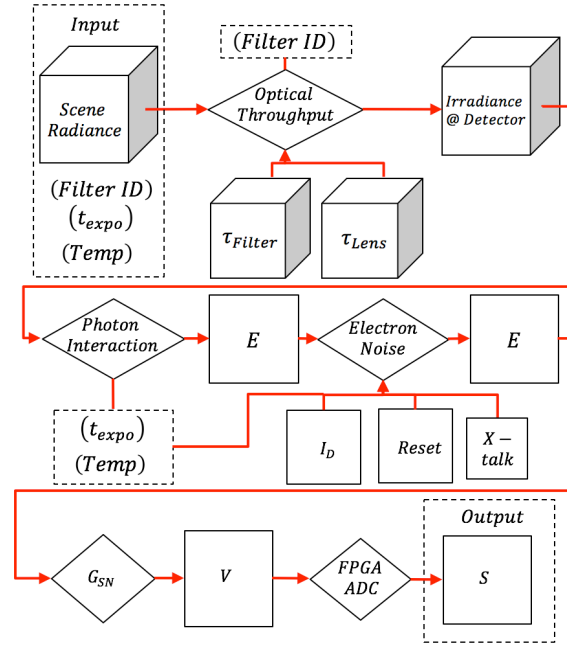 Input
(Filter ID)
Scene
Radiance
Optical
Throughput
Irradiance
@ Detector
(Filter ID)
(t_expo)
(Temp)
τ_Filter
τ_Lens
Photon
Interaction
E
Electron
Noise
E
(t_expo)
(Temp)
I_D
Reset
X –
talk
Output
G_SN
V
FPGA
ADC
S